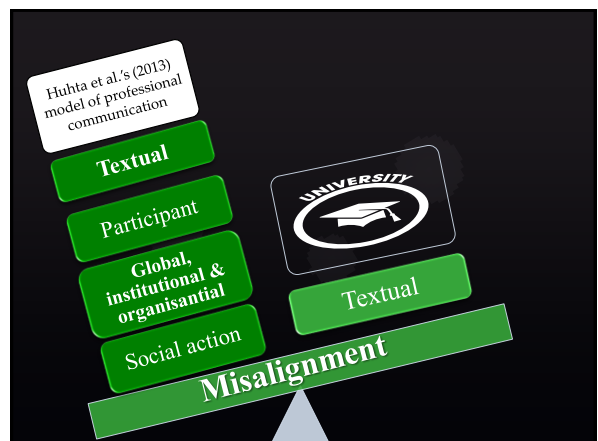 Huhta et al.'s (2013)
model of professional
communication
Textual
Participant
Global,
institutional &
organisantial
Social action
UNIVERSITY
Textual
Misalignment